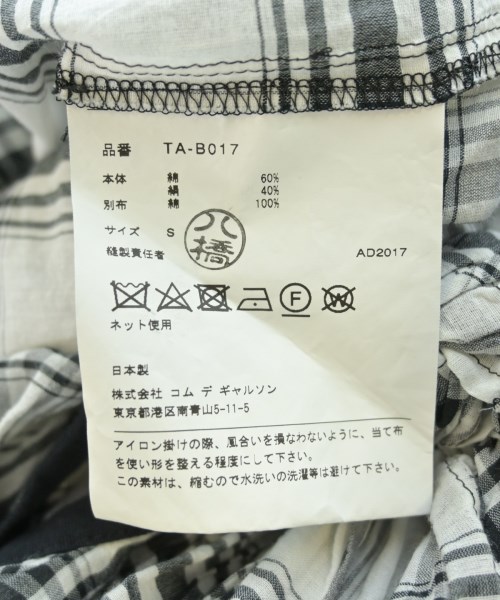 品番 TA-B017
本体 綿 60%
絹 40%
別布 綿 100%
サイズ S
八橋
縫製責任者 AD2017
F W
ネット使用
日本製
株式会社 コム デ ギャルソン
東京都港区南青山5-11-5
アイロン掛けの際、風合いを損なわないように、当て布
を使い形を整える程度にして下さい。
この素材は、縮むので水洗いの洗濯等は避けて下さい。